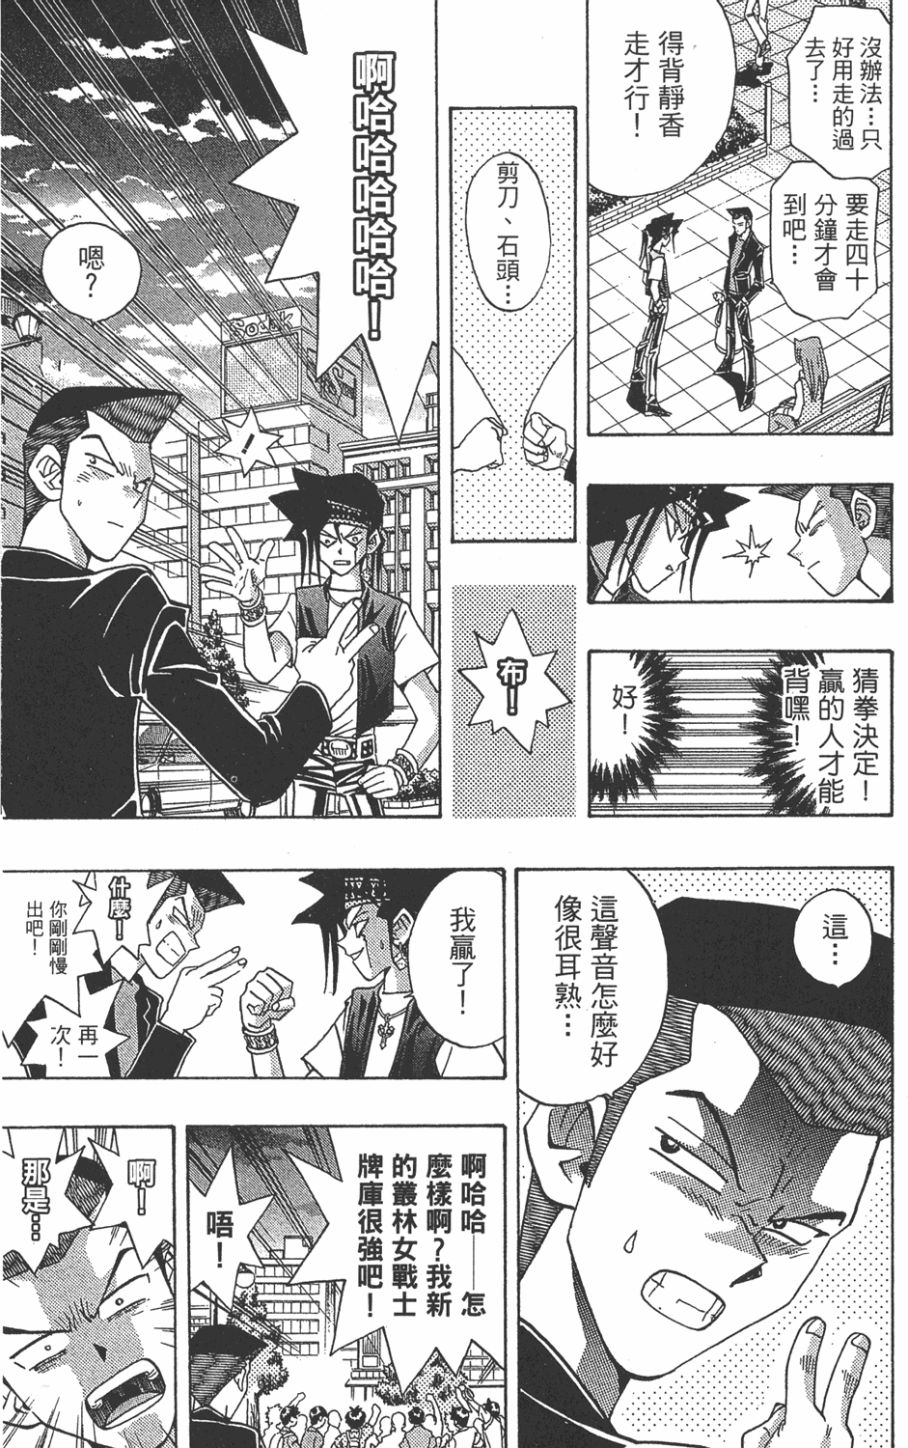 沒辦法…只
好用走的過
去了…
要走四十
分鐘才會
到吧…
得背靜香
走才行！
猜拳決定！
贏的人才能
背嘿！
好！
剪刀、石頭…
布！
啊哈哈哈哈哈！
！
嗯？
這…
這聲音怎麼好
像很耳熟…
我贏了！
什麼！
你剛剛慢
出吧！
再一
次！
啊哈哈——怎
麼樣啊？我新
的叢林女戰士
牌庫很強吧！
唔！
啊！
那是…